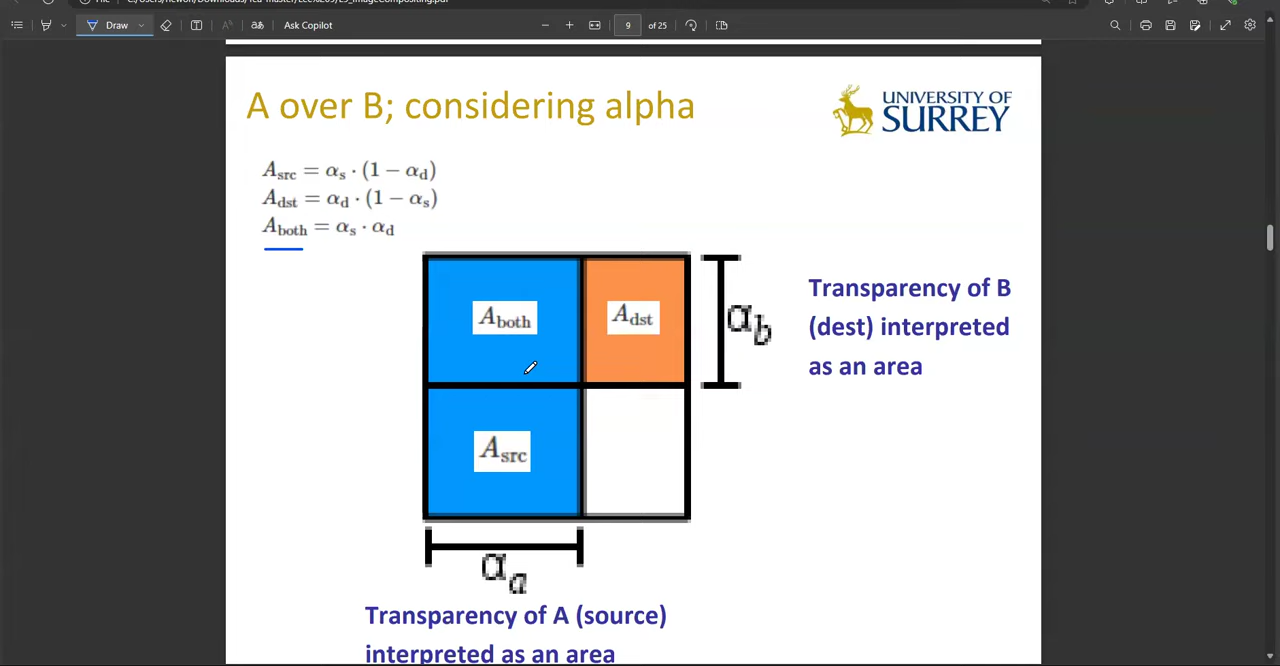 Draw
Ask Copilot
9 of 25
A over B; considering alpha
UNIVERSITY OF
SURREY
A_src = α_s · (1 − α_d)
A_dst = α_d · (1 − α_s)
A_both = α_s · α_d
A_both
A_dst
α_b
Transparency of B
(dest) interpreted
as an area
A_src
α_a
Transparency of A (source)
interpreted as an area